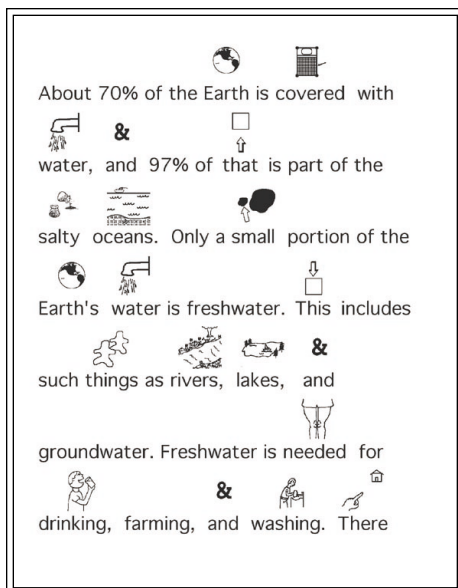 About 70% of the Earth is covered with
&
water, and 97% of that is part of the
salty oceans. Only a small portion of the
Earth's water is freshwater. This includes
&
such things as rivers, lakes, and
groundwater. Freshwater is needed for
&
drinking, farming, and washing. There